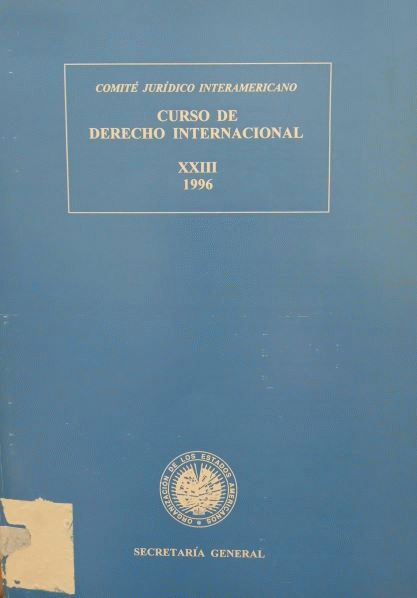 COMITÉ JURÍDICO INTERAMERICANO
CURSO DE
DERECHO INTERNACIONAL
XXIII
1996
ORGANIZACIÓN DE LOS ESTADOS AMERICANOS
SECRETARÍA GENERAL